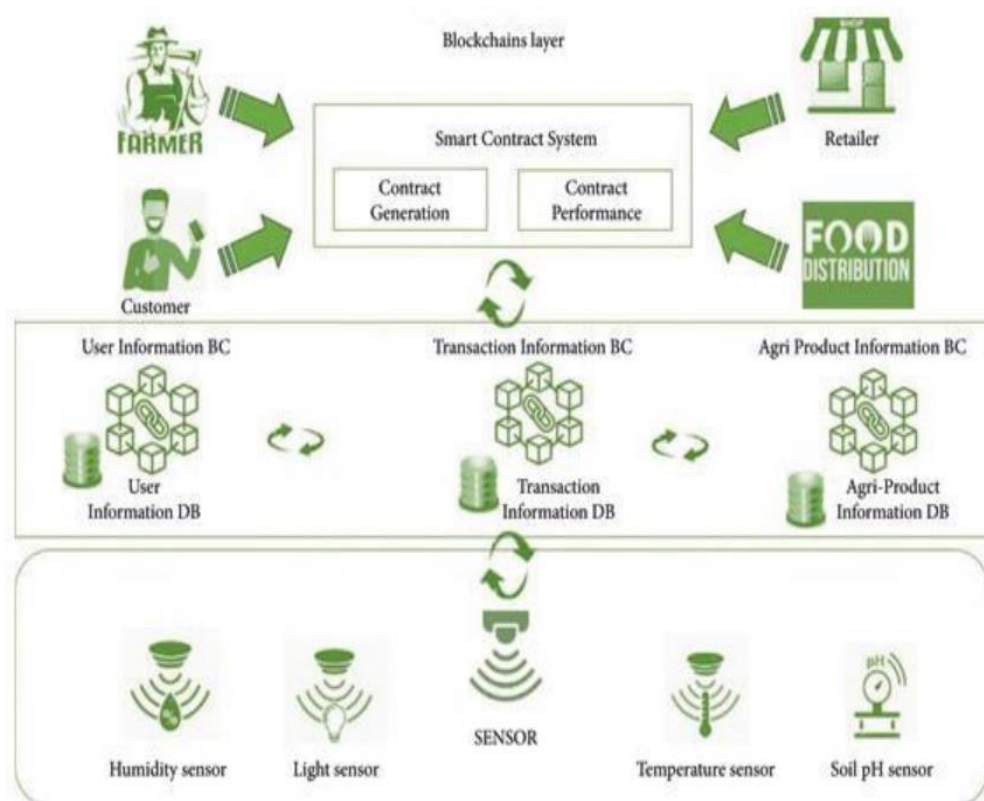 Blockchains layer
SHOP
FARMER
Smart Contract System
Retailer
Contract
Generation
Contract
Performance
FOOD
DISTRIBUTION
Customer
User Information BC
Transaction Information BC
Agri Product Information BC
User
Information DB
Transaction
Information DB
Agri-Product
Information DB
pH
%
SENSOR
Humidity sensor
Light sensor
Temperature sensor
Soil pH sensor